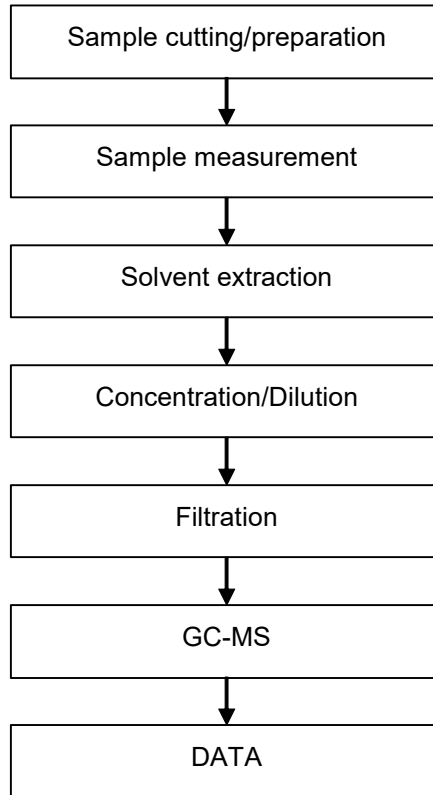 Sample cutting/preparation
Sample measurement
Solvent extraction
Concentration/Dilution
Filtration
GC-MS
DATA